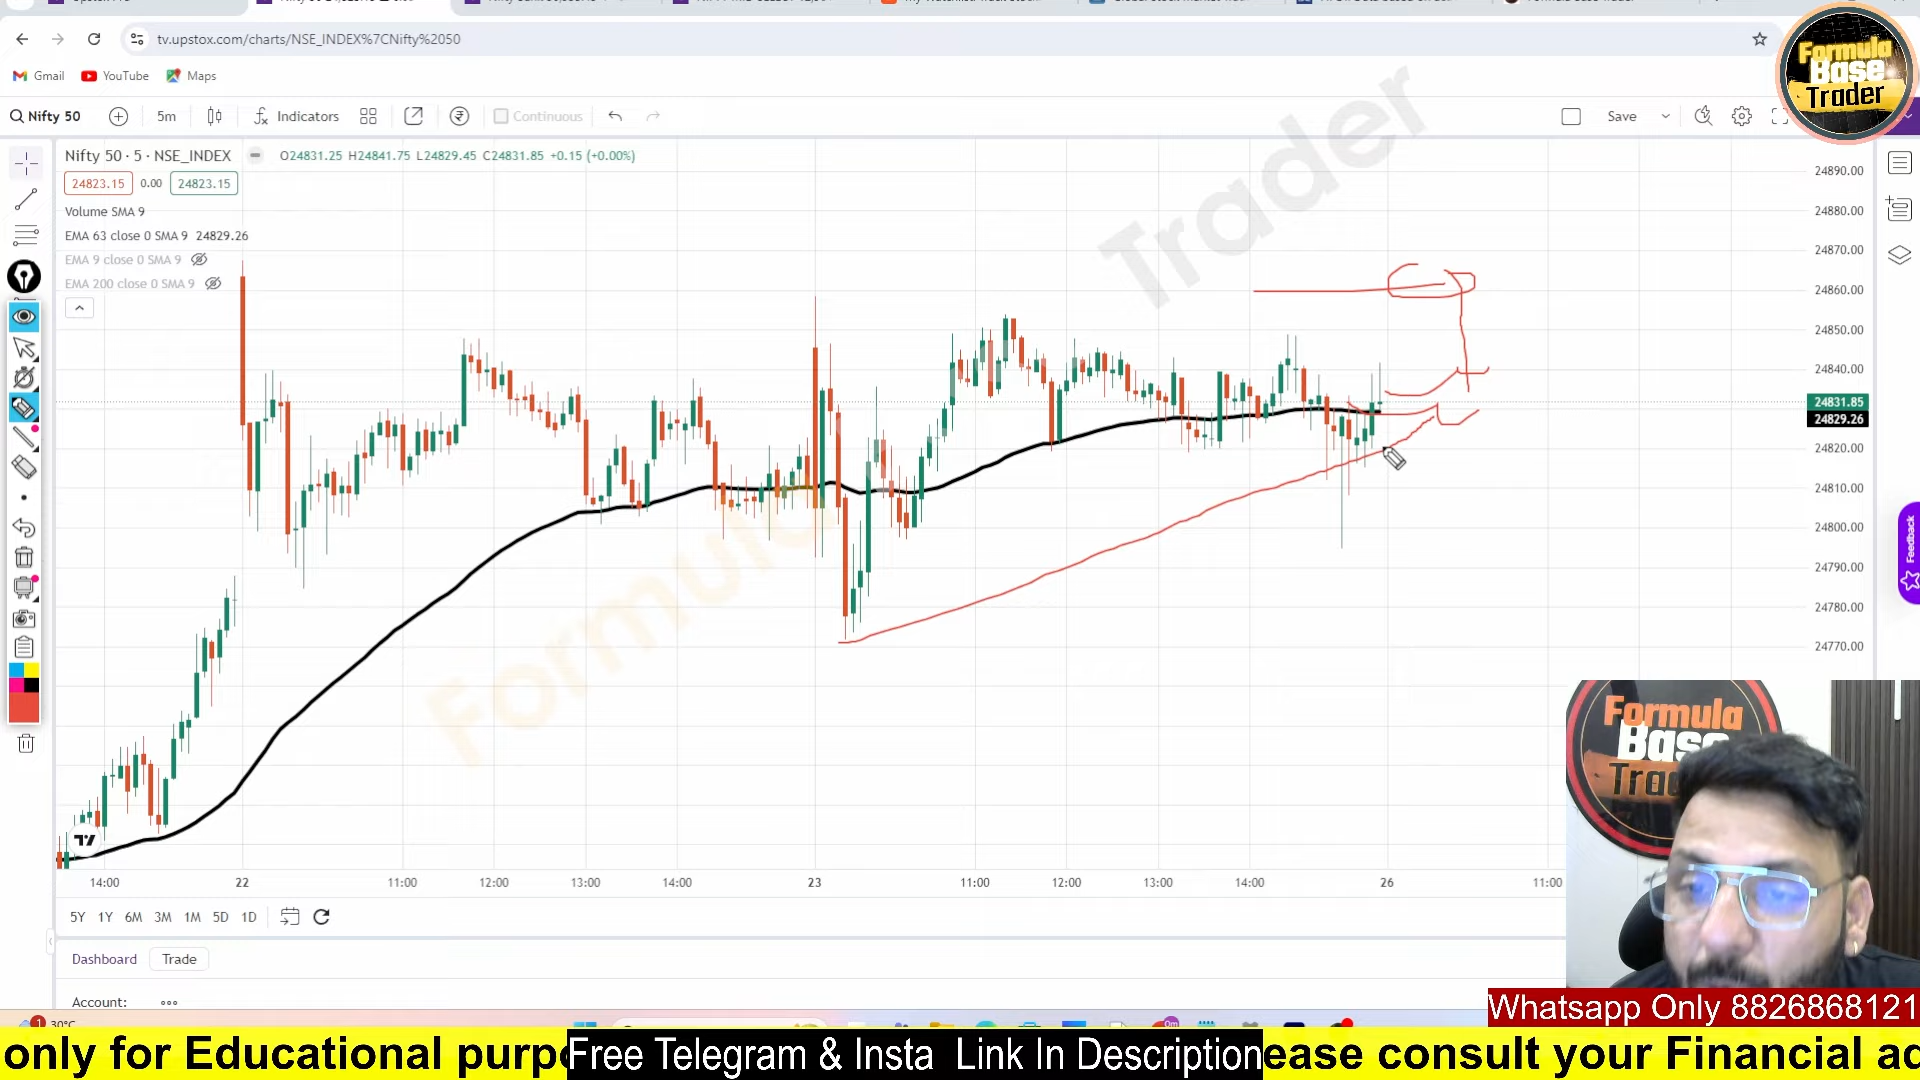 tv.upstox.com/charts/NSE_INDEX%7CNifty%2050
Gmail YouTube Maps
Formula Base Trader
Nifty 50 5m Indicators Continuous Save
Nifty 50 · 5 · NSE_INDEX O24831.25 H24841.75 L24829.45 C24831.85 +0.15 (+0.00%)
24823.15 0.00 24823.15
Volume SMA 9
EMA 63 close 0 SMA 9 24829.26
EMA 9 close 0 SMA 9
EMA 200 close 0 SMA 9
24890.00
24880.00
24870.00
24860.00
24850.00
24840.00
24831.85
24829.26
24820.00
24810.00
24800.00
24790.00
24780.00
24770.00
Formula
Trader
Feedback
14:00 22 11:00 12:00 13:00 14:00 23 11:00 12:00 13:00 14:00 26 11:00
5Y 1Y 6M 3M 1M 5D 1D
Dashboard Trade
Account:
Formula
Base
30°C
Whatsapp Only 8826868121
only for Educational
Free Telegram & Insta Link In Description
consult your Financial